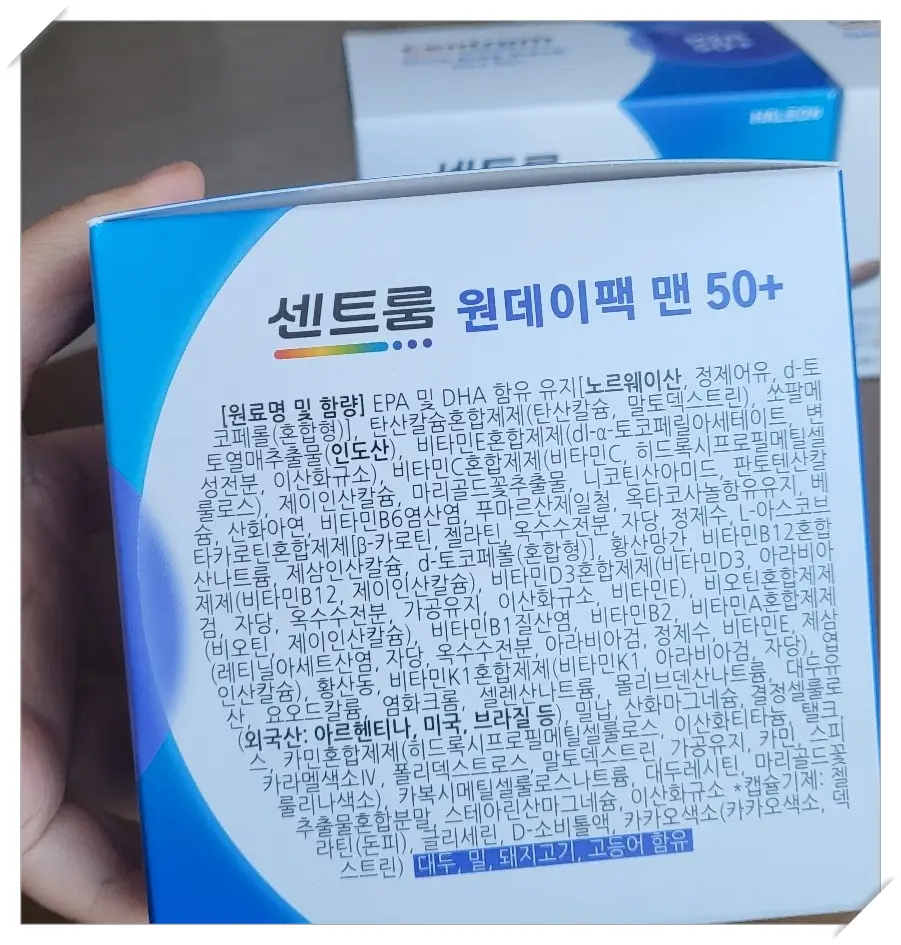 centrum
HALEON
센트룸
센트룸 원데이팩 맨 50+
[원료명 및 함량] EPA 및 DHA 함유 유지[노르웨이산, 정제어유, d-토
코페롤(혼합형)], 탄산칼슘혼합제제(탄산칼슘, 말토덱스트린), 쏘팔메
토열매추출물(인도산), 비타민E혼합제제(dl-α-토코페릴아세테이트, 변
성전분, 이산화규소), 비타민C혼합제제(비타민C, 히드록시프로필메틸셀
룰로스), 제이인산칼슘, 마리골드꽃추출물, 니코틴산아미드, 판토텐산칼
슘, 산화아연, 비타민B6염산염, 푸마르산제일철, 옥타코사놀함유유지, 베
타카로틴혼합제제[β-카로틴, 젤라틴, 옥수수전분, 자당, 정제수, L-아스코브
산나트륨, 제삼인산칼슘, d-토코페롤(혼합형)], 황산망간, 비타민B12혼합
제제(비타민B12, 제이인산칼슘), 비타민D3혼합제제(비타민D3, 아라비아
검, 자당, 옥수수전분, 가공유지, 이산화규소, 비타민E), 비오틴혼합제제
(비오틴, 제이인산칼슘), 비타민B1질산염, 비타민B2, 비타민A혼합제제
(레티닐아세트산염, 자당, 옥수수전분, 아라비아검, 정제수, 비타민E, 제삼
인산칼슘), 황산동, 비타민K1혼합제제(비타민K1, 아라비아검, 자당), 엽
산, 요오드칼륨, 염화크롬, 셀렌산나트륨, 몰리브덴산나트륨, 대두유
(외국산: 아르헨티나, 미국, 브라질 등), 밀납, 산화마그네슘, 결정셀룰로
스, 카민혼합제제(히드록시프로필메틸셀룰로스, 이산화티타늄, 탤크,
카라멜색소IV, 폴리덱스트로스, 말토덱스트린, 가공유지, 카민, 스피
룰리나색소), 카복시메틸셀룰로스나트륨, 대두레시틴, 마리골드꽃
추출물혼합분말, 스테아린산마그네슘, 이산화규소 *캡슐기제: 젤
라틴(돈피), 글리세린, D-소비톨액, 카카오색소(카카오색소, 덱
스트린) 대두, 밀, 돼지고기, 고등어 함유